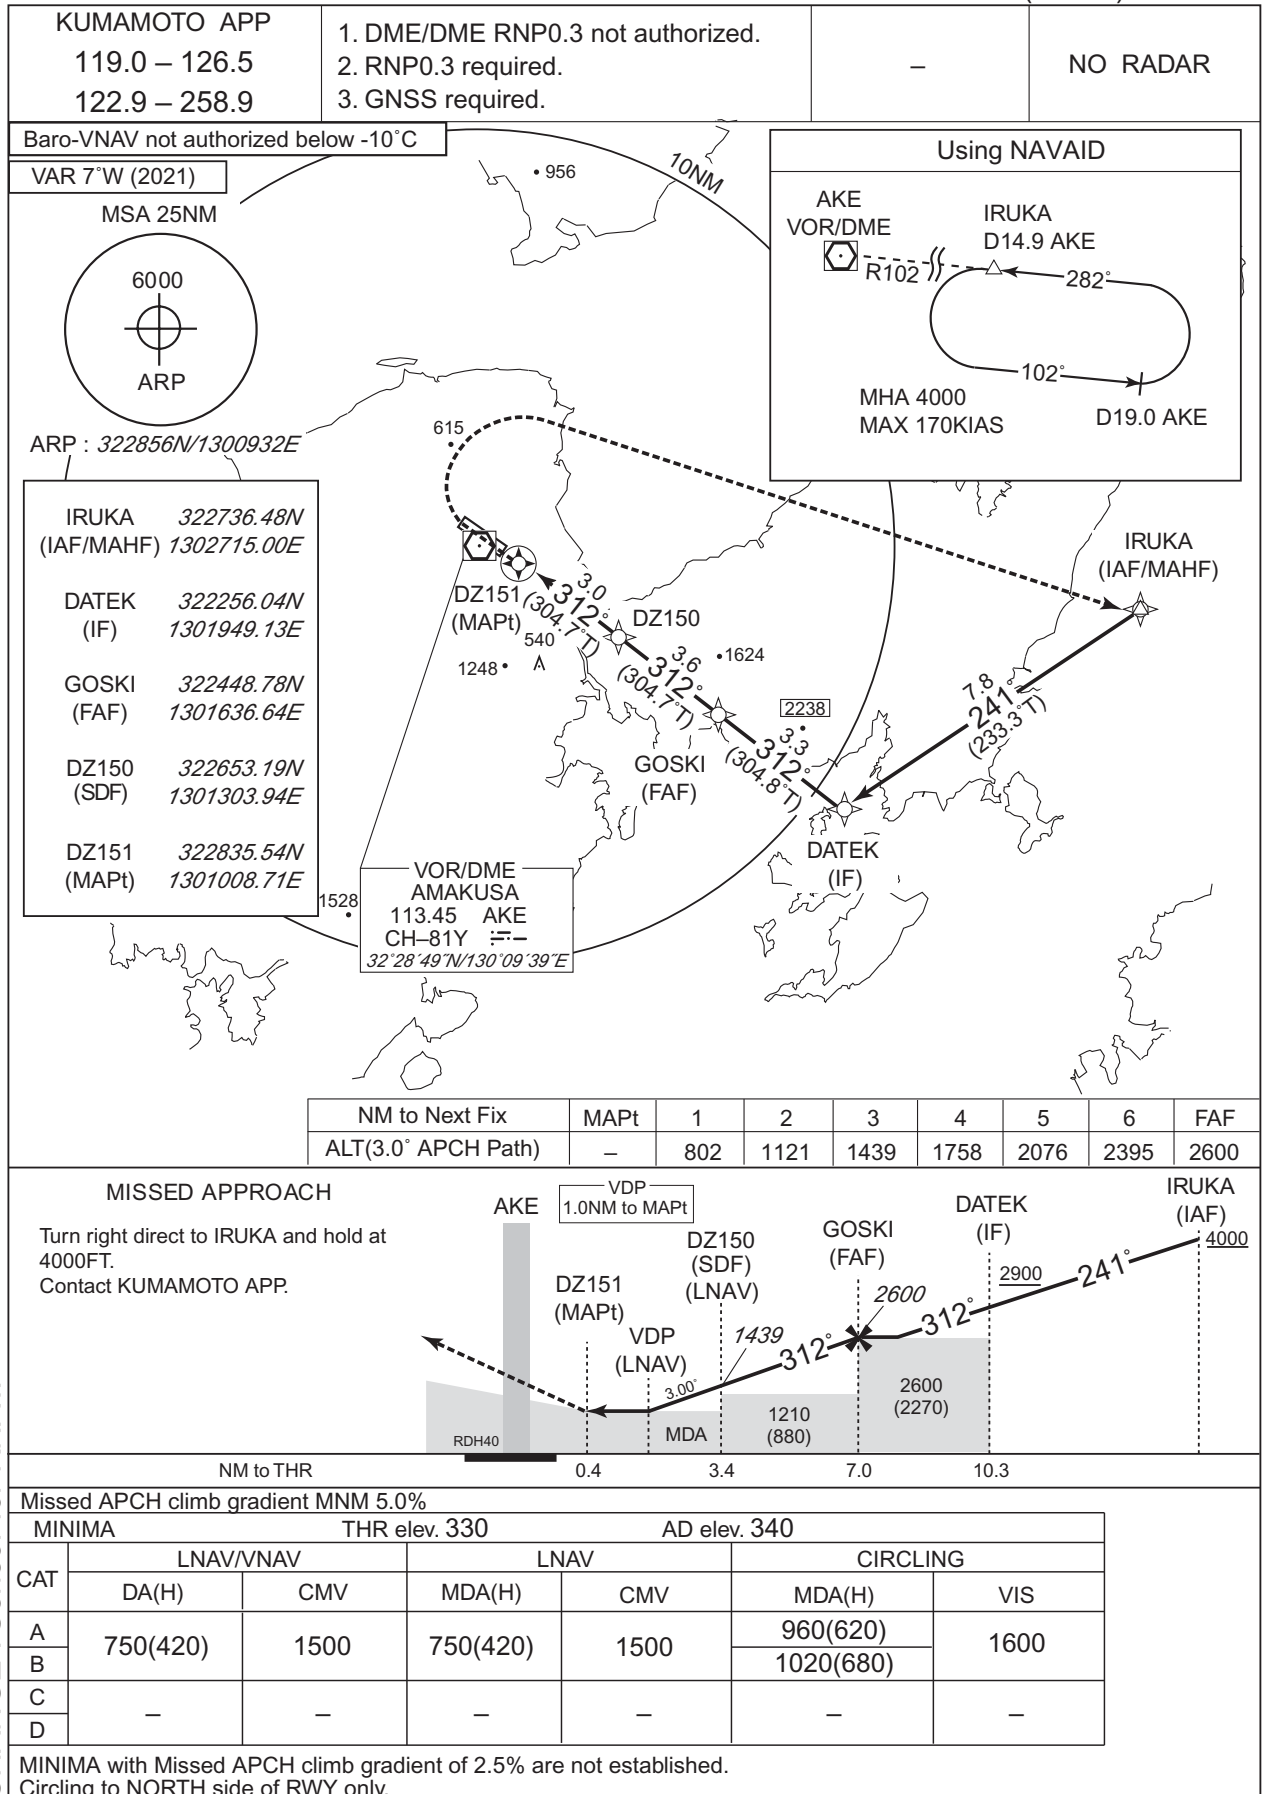 KUMAMOTO APP
119.0 – 126.5
122.9 – 258.9
1. DME/DME RNP0.3 not authorized.
2. RNP0.3 required.
3. GNSS required.
–
NO RADAR
Baro-VNAV not authorized below -10˚C
VAR 7˚W (2021)
MSA 25NM
6000
ARP
ARP : 322856N/1300932E
956
10NM
Using NAVAID
AKE
VOR/DME
IRUKA
D14.9 AKE
R102
282˚
102˚
MHA 4000
MAX 170KIAS
D19.0 AKE
615
IRUKA 322736.48N
(IAF/MAHF) 1302715.00E
DATEK 322256.04N
(IF) 1301949.13E
GOSKI 322448.78N
(FAF) 1301636.64E
DZ150 322653.19N
(SDF) 1301303.94E
DZ151 322835.54N
(MAPt) 1301008.71E
IRUKA
(IAF/MAHF)
DZ151
(MAPt)
3.0
312˚
(304.7˚T)
DZ150
540
1248
1624
3.6
312˚
(304.7˚T)
2238
GOSKI
(FAF)
3.3
312˚
(304.8˚T)
7.8
241˚
(233.3˚T)
DATEK
(IF)
1528
VOR/DME
AMAKUSA
113.45 AKE
CH–81Y
32˚28´49˝N/130˚09´39˝E
NM to Next Fix MAPt 1 2 3 4 5 6 FAF
ALT(3.0˚ APCH Path) – 802 1121 1439 1758 2076 2395 2600
MISSED APPROACH
Turn right direct to IRUKA and hold at
4000FT.
Contact KUMAMOTO APP.
AKE
VDP
1.0NM to MAPt
DZ151
(MAPt)
VDP
(LNAV)
DZ150
(SDF)
(LNAV)
GOSKI
(FAF)
DATEK
(IF)
IRUKA
(IAF)
4000
2900
241˚
2600
312˚
1439
312˚
3.00˚
2600
(2270)
1210
(880)
MDA
RDH40
NM to THR 0.4 3.4 7.0 10.3
Missed APCH climb gradient MNM 5.0%
MINIMA THR elev. 330 AD elev. 340
CAT LNAV/VNAV LNAV CIRCLING
DA(H) CMV MDA(H) CMV MDA(H) VIS
A 750(420) 1500 750(420) 1500 960(620) 1600
B 1020(680)
C – – – – – –
D
MINIMA with Missed APCH climb gradient of 2.5% are not established.
Circling to NORTH side of RWY only.